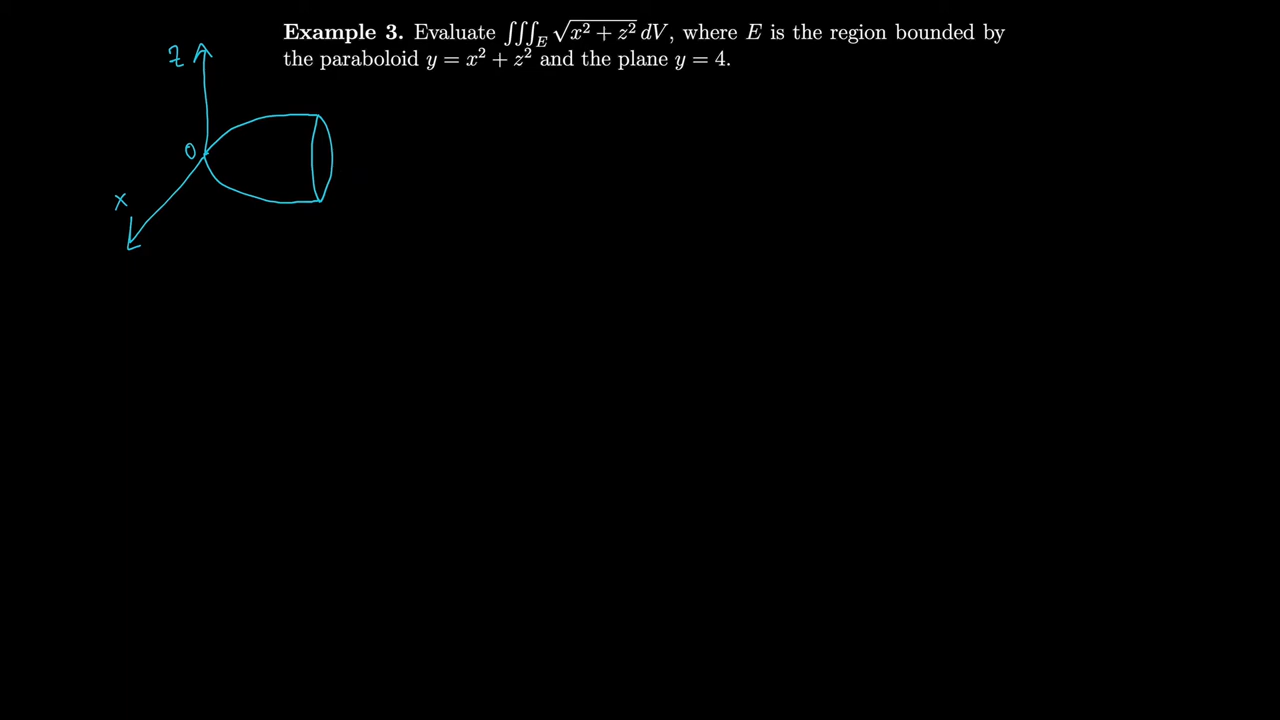 Example 3. Evaluate ∭_E √(x² + z²) dV, where E is the region bounded by
the paraboloid y = x² + z² and the plane y = 4.
z
0
x